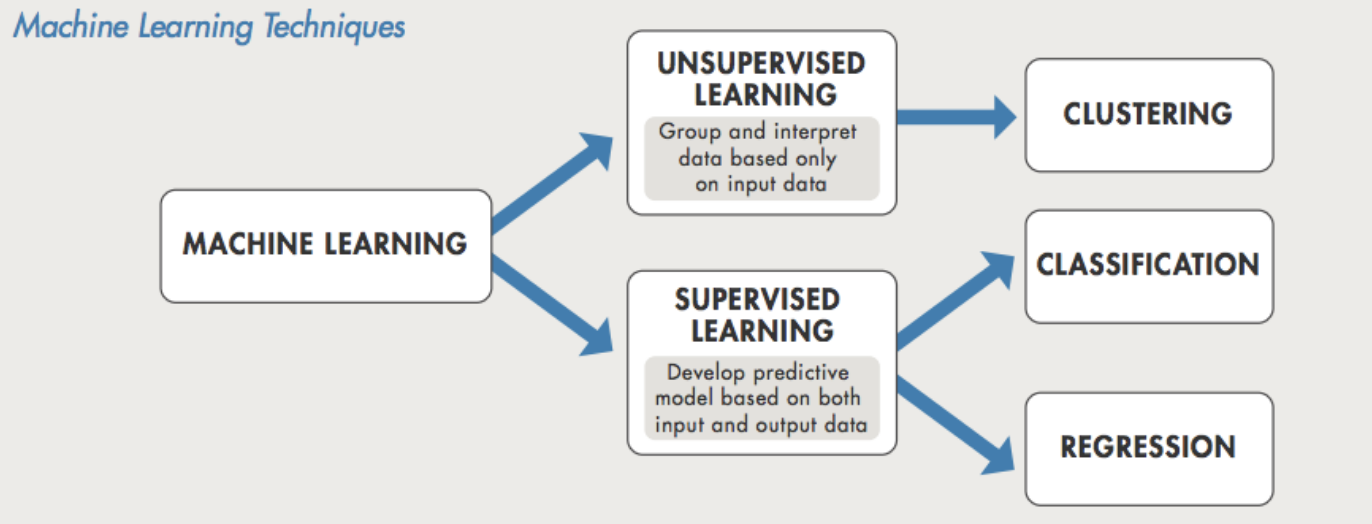 Machine Learning Techniques
MACHINE LEARNING
UNSUPERVISED
LEARNING
Group and interpret
data based only
on input data
CLUSTERING
SUPERVISED
LEARNING
Develop predictive
model based on both
input and output data
CLASSIFICATION
REGRESSION